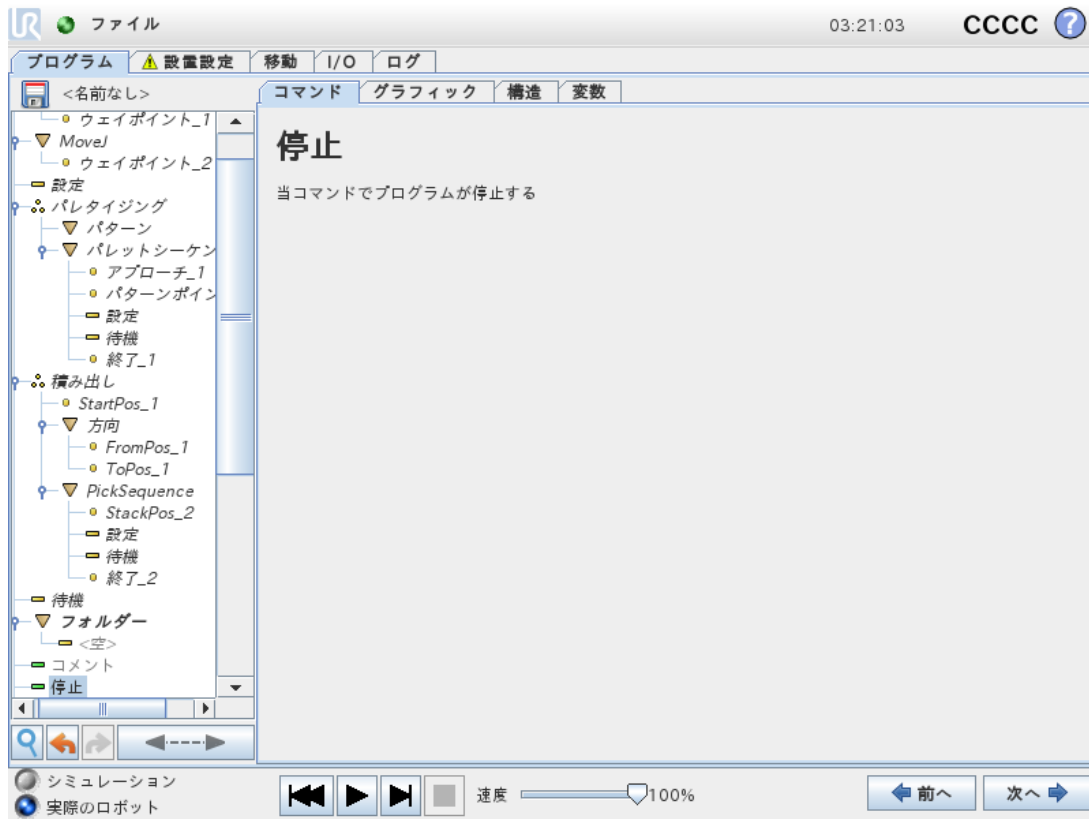 UR ファイル 03:21:03 CCCC ?
プログラム 設置設定 移動 I/O ログ
<名前なし> コマンド グラフィック 構造 変数
ウェイポイント_1
MoveJ
ウェイポイント_2
設定
パレタイジング
パターン
パレットシーケン
アプローチ_1
パターンポイン
設定
待機
終了_1
積み出し
StartPos_1
方向
FromPos_1
ToPos_1
PickSequence
StackPos_2
設定
待機
終了_2
待機
フォルダー
<空>
コメント
停止
停止
当コマンドでプログラムが停止する
シミュレーション
実際のロボット
速度 100%
前へ 次へ